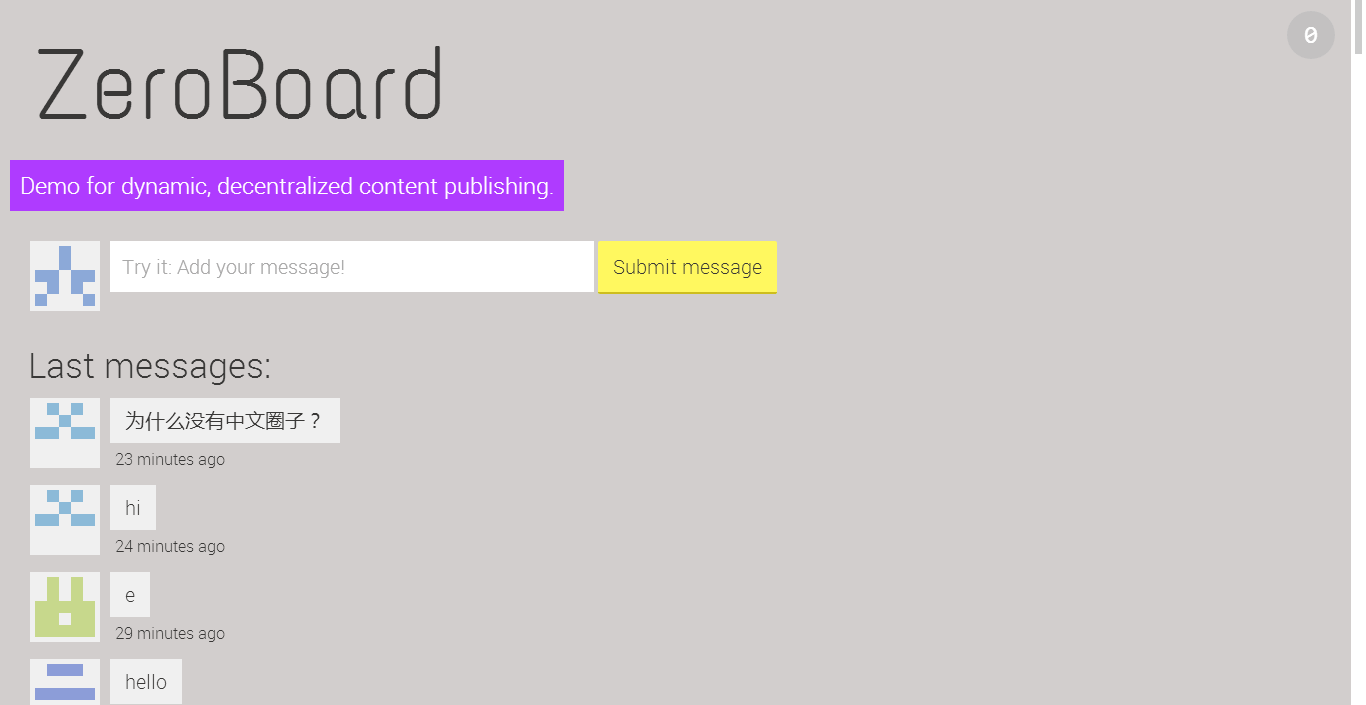 0
ZeroBoard
Demo for dynamic, decentralized content publishing.
Try it: Add your message!
Submit message
Last messages:
为什么没有中文圈子？
23 minutes ago
hi
24 minutes ago
e
29 minutes ago
hello